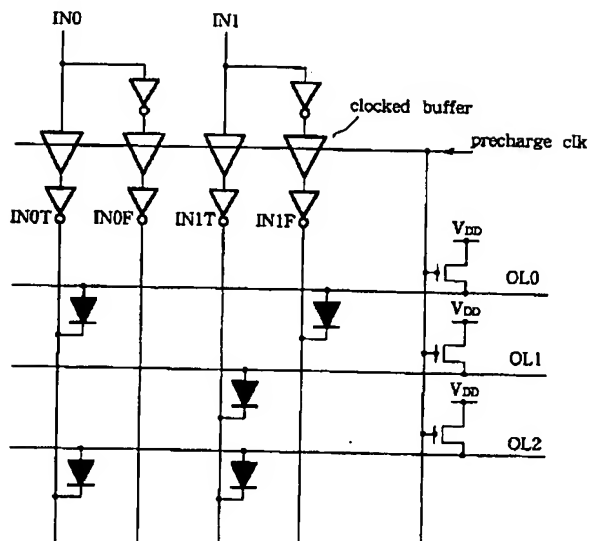 IN0
IN1
clocked buffer
precharge clk
IN0T
IN0F
IN1T
IN1F
VDD
OL0
VDD
OL1
VDD
OL2